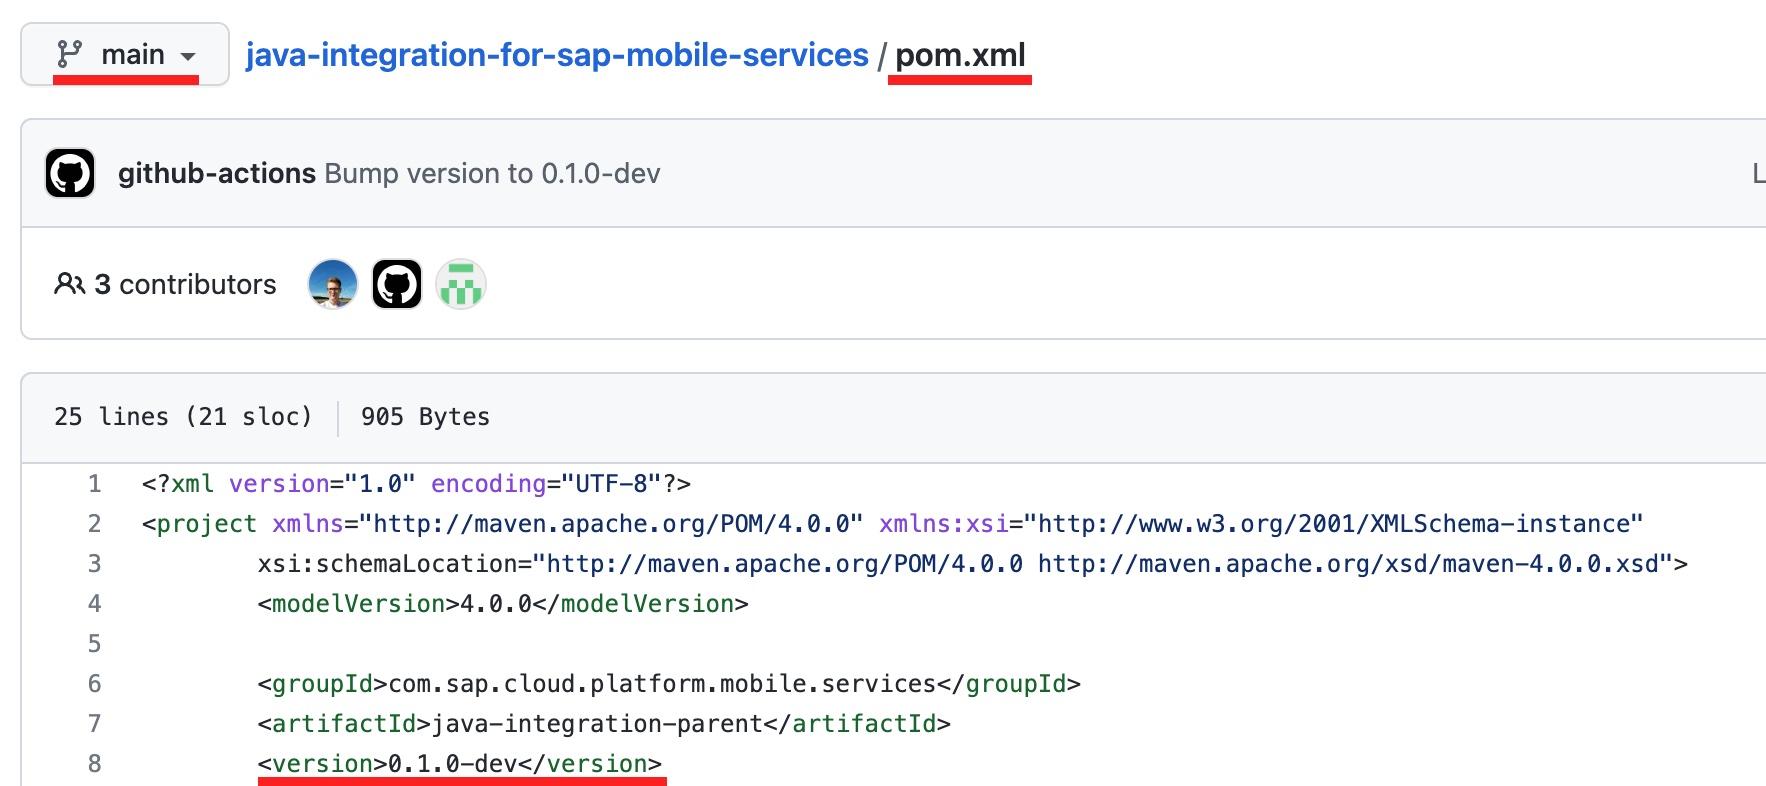 main java-integration-for-sap-mobile-services / pom.xml
github-actions Bump version to 0.1.0-dev
L
3 contributors
25 lines (21 sloc) 905 Bytes
1 <?xml version="1.0" encoding="UTF-8"?>
2 <project xmlns="http://maven.apache.org/POM/4.0.0" xmlns:xsi="http://www.w3.org/2001/XMLSchema-instance"
3 xsi:schemaLocation="http://maven.apache.org/POM/4.0.0 http://maven.apache.org/xsd/maven-4.0.0.xsd">
4 <modelVersion>4.0.0</modelVersion>
5
6 <groupId>com.sap.cloud.platform.mobile.services</groupId>
7 <artifactId>java-integration-parent</artifactId>
8 <version>0.1.0-dev</version>